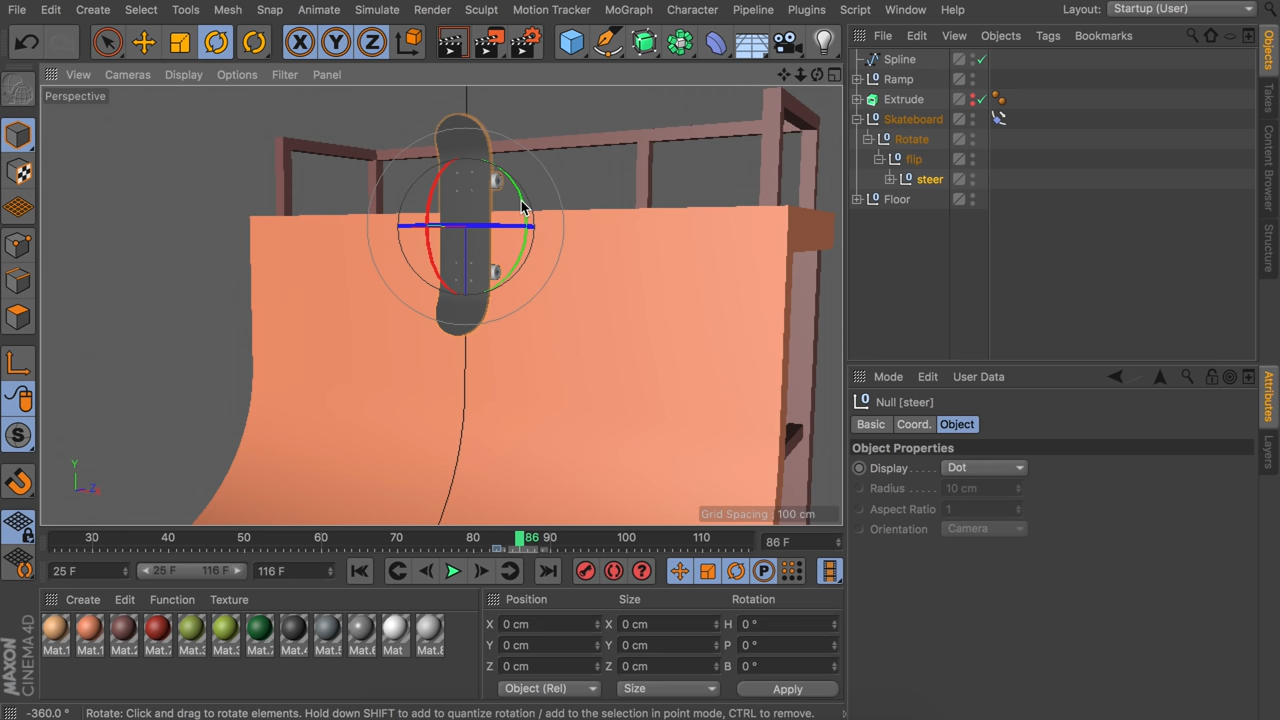 File Edit Create Select Tools Mesh Snap Animate Simulate Render Sculpt Motion Tracker MoGraph Character Pipeline Plugins Script Window Help Layout: Startup (User)
File Edit View Objects Tags Bookmarks
Spline
Ramp
Extrude
Skateboard
Rotate
flip
steer
Floor
Objects
Takes
Content Browser
Structure
View Cameras Display Options Filter Panel
Perspective
Y
Z
Grid Spacing : 100 cm
Mode Edit User Data
Null [steer]
Basic Coord. Object
Object Properties
Display . . . . . Dot
Radius . . . . . 10 cm
Aspect Ratio 1
Orientation Camera
Attributes
Layers
30 40 50 60 70 80 86 90 100 110 86 F
25 F 25 F 116 F 116 F
Create Edit Function Texture
Mat.1 Mat.1 Mat.2 Mat.7 Mat.3 Mat.3 Mat.7 Mat.4 Mat.5 Mat.6 Mat Mat.8
Position Size Rotation
X 0 cm X 0 cm H 0 °
Y 0 cm Y 0 cm P 0 °
Z 0 cm Z 0 cm B 0 °
Object (Rel) Size Apply
MAXON
CINEMA 4D
-360.0 ° Rotate: Click and drag to rotate elements. Hold down SHIFT to add to quantize rotation / add to the selection in point mode, CTRL to remove.